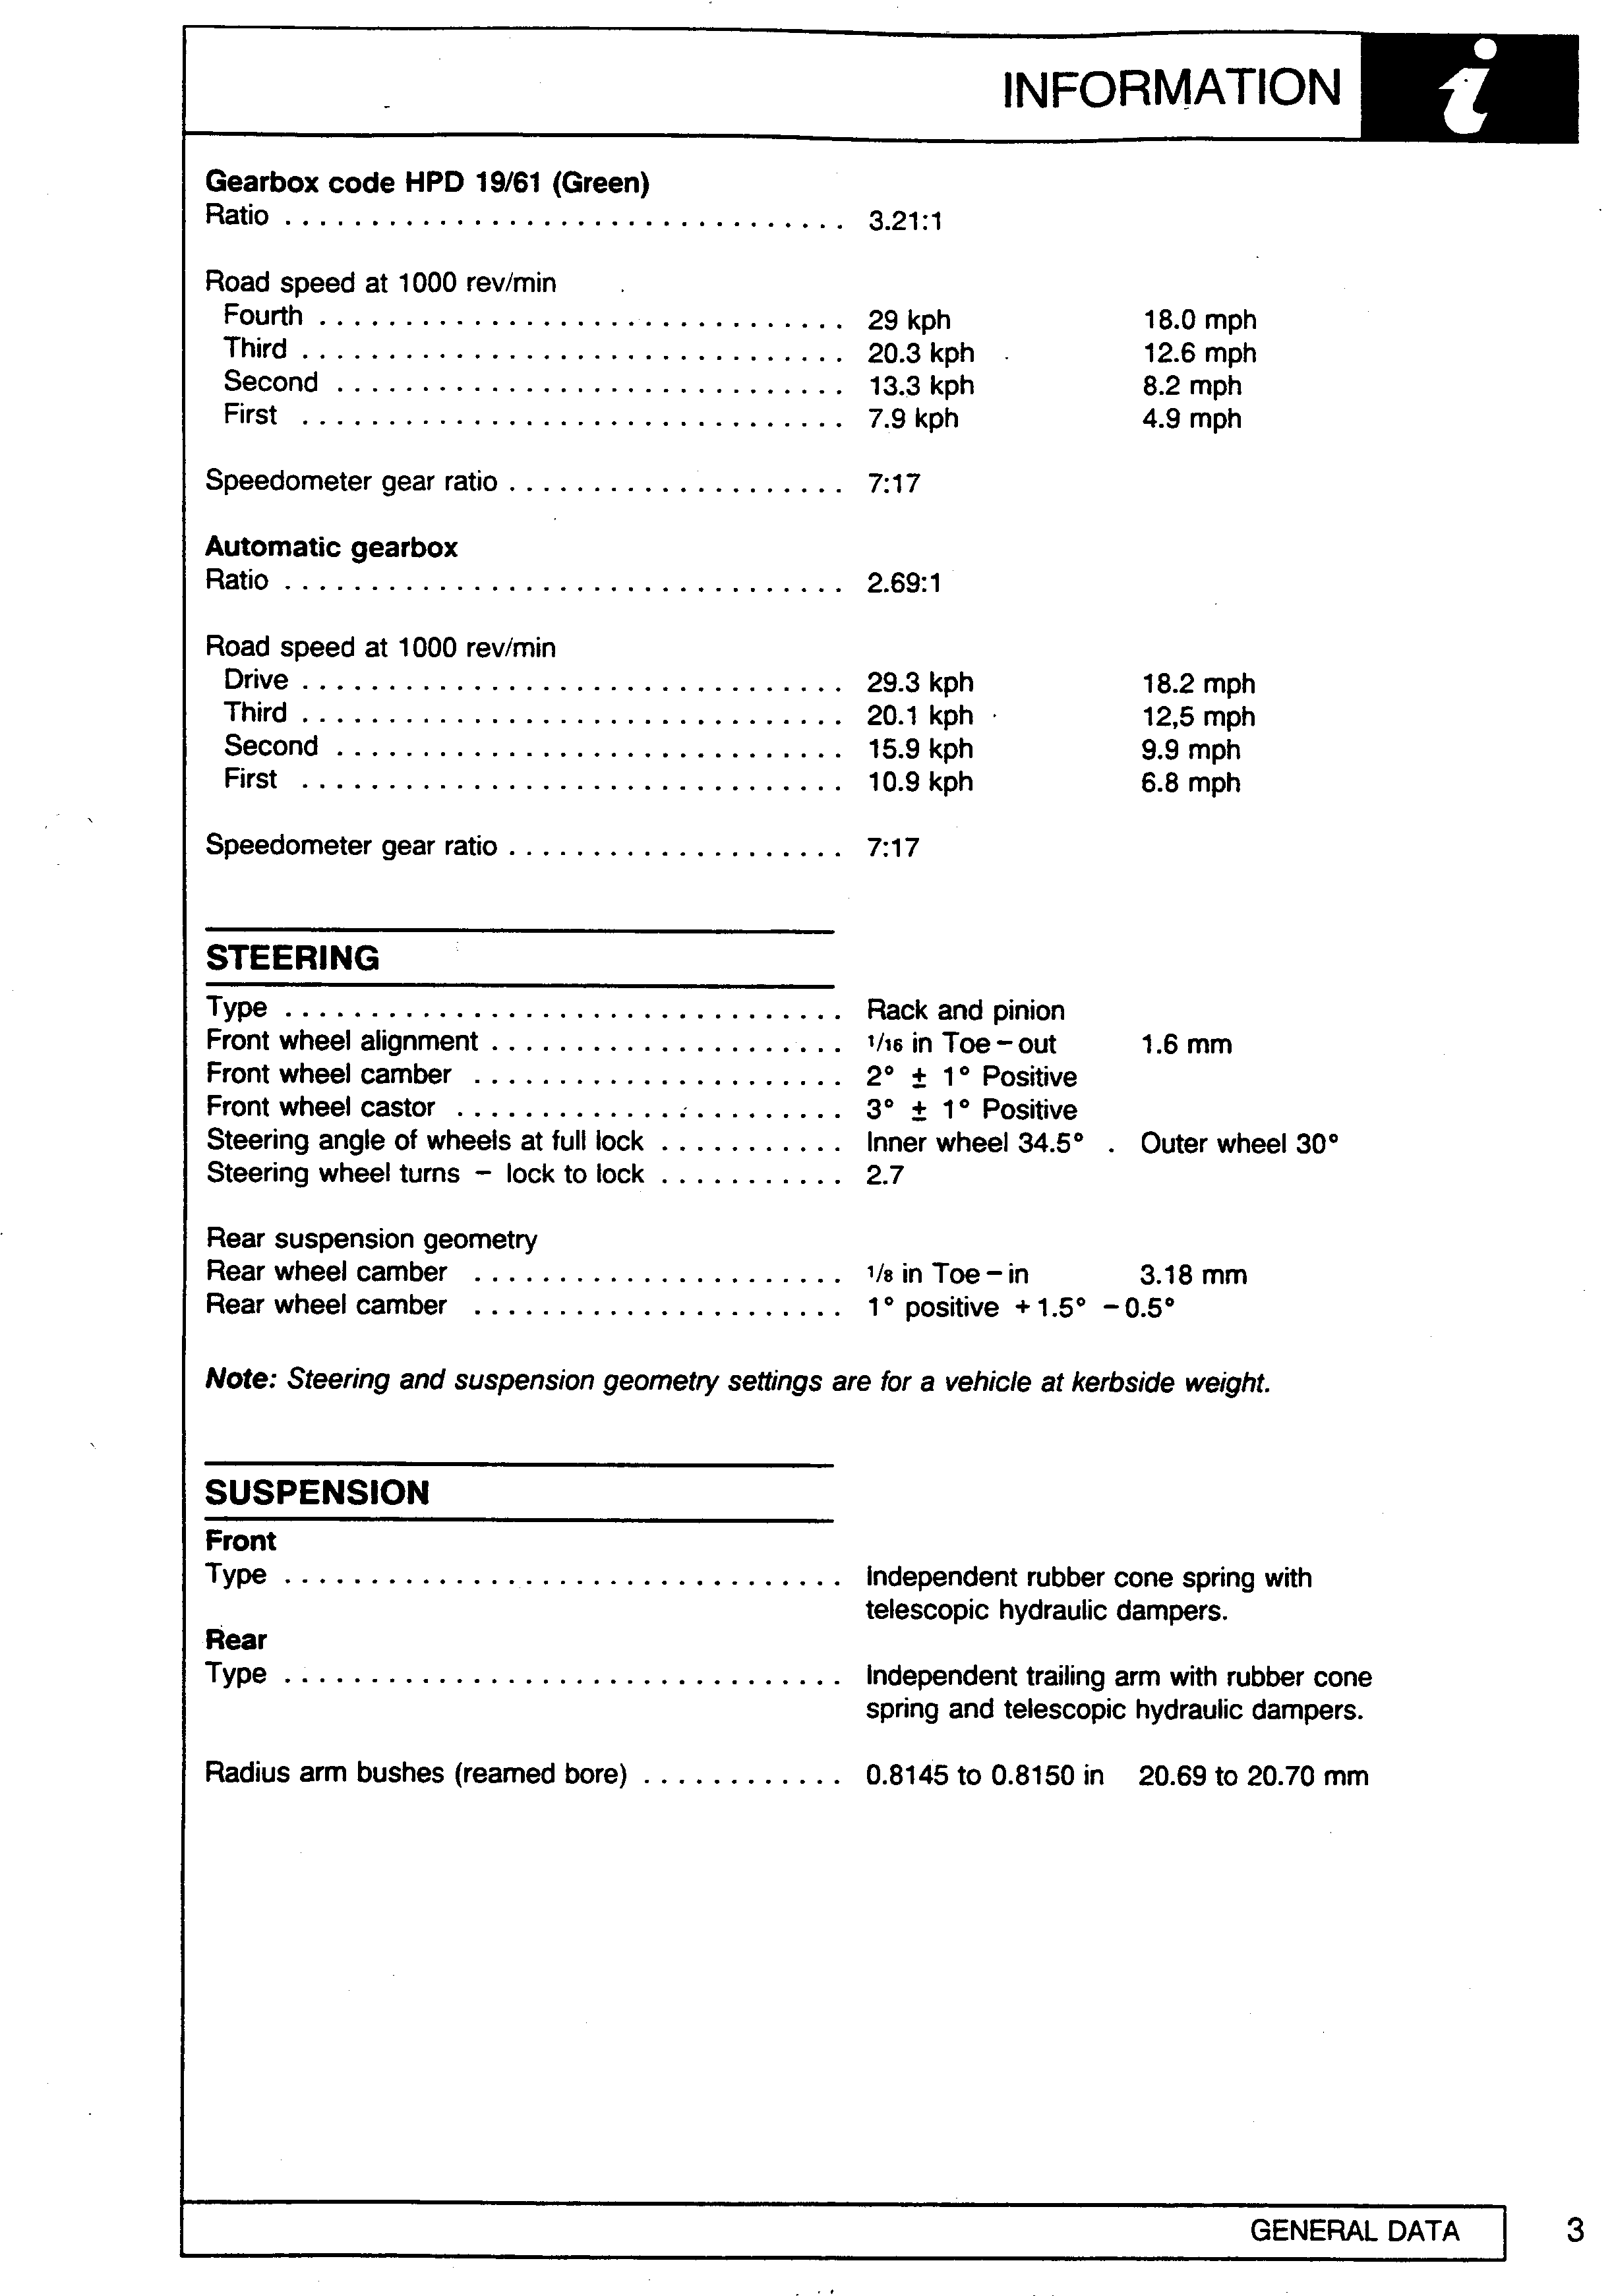 INFORMATION i
Gearbox code HPD 19/61 (Green)
Ratio . . . . . . . . . . . . . . . . . . . . . . . . . . . . . . . . . 3.21:1
Road speed at 1000 rev/min
Fourth . . . . . . . . . . . . . . . . . . . . . . . . . . . . . . . 29 kph 18.0 mph
Third . . . . . . . . . . . . . . . . . . . . . . . . . . . . . . . . 20.3 kph 12.6 mph
Second . . . . . . . . . . . . . . . . . . . . . . . . . . . . . . 13.3 kph 8.2 mph
First . . . . . . . . . . . . . . . . . . . . . . . . . . . . . . . . 7.9 kph 4.9 mph
Speedometer gear ratio . . . . . . . . . . . . . . . . . . . . 7:17
Automatic gearbox
Ratio . . . . . . . . . . . . . . . . . . . . . . . . . . . . . . . . . 2.69:1
Road speed at 1000 rev/min
Drive . . . . . . . . . . . . . . . . . . . . . . . . . . . . . . . . 29.3 kph 18.2 mph
Third . . . . . . . . . . . . . . . . . . . . . . . . . . . . . . . . 20.1 kph 12,5 mph
Second . . . . . . . . . . . . . . . . . . . . . . . . . . . . . . 15.9 kph 9.9 mph
First . . . . . . . . . . . . . . . . . . . . . . . . . . . . . . . . 10.9 kph 6.8 mph
Speedometer gear ratio . . . . . . . . . . . . . . . . . . . . 7:17
STEERING
Type . . . . . . . . . . . . . . . . . . . . . . . . . . . . . . . . . Rack and pinion
Front wheel alignment . . . . . . . . . . . . . . . . . . . . . 1/16 in Toe – out 1.6 mm
Front wheel camber . . . . . . . . . . . . . . . . . . . . . . 2° ± 1° Positive
Front wheel castor . . . . . . . . . . . . . . . . . . . . . . . 3° ± 1° Positive
Steering angle of wheels at full lock . . . . . . . . . . . Inner wheel 34.5° . Outer wheel 30°
Steering wheel turns – lock to lock . . . . . . . . . . . 2.7
Rear suspension geometry
Rear wheel camber . . . . . . . . . . . . . . . . . . . . . . 1/8 in Toe – in 3.18 mm
Rear wheel camber . . . . . . . . . . . . . . . . . . . . . . 1° positive +1.5° –0.5°
Note: Steering and suspension geometry settings are for a vehicle at kerbside weight.
SUSPENSION
Front
Type . . . . . . . . . . . . . . . . . . . . . . . . . . . . . . . . . Independent rubber cone spring with
telescopic hydraulic dampers.
Rear
Type . . . . . . . . . . . . . . . . . . . . . . . . . . . . . . . . . Independent trailing arm with rubber cone
spring and telescopic hydraulic dampers.
Radius arm bushes (reamed bore) . . . . . . . . . . . . 0.8145 to 0.8150 in 20.69 to 20.70 mm
GENERAL DATA 3